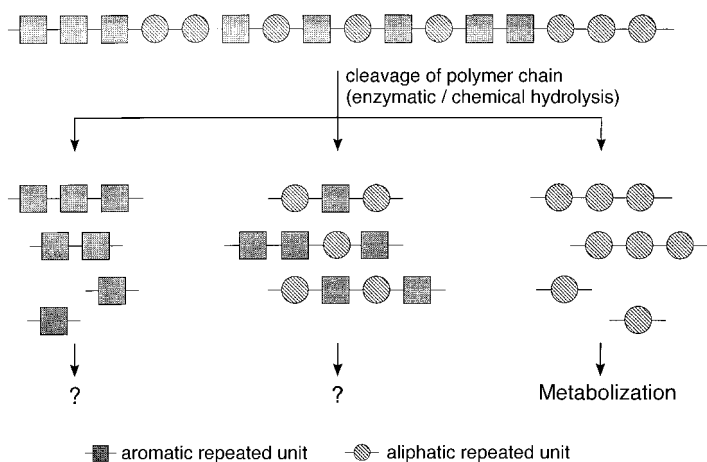 cleavage of polymer chain
(enzymatic / chemical hydrolysis)
?
?
Metabolization
aromatic repeated unit
aliphatic repeated unit